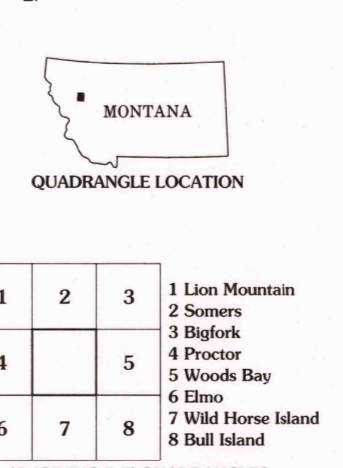 MONTANA
QUADRANGLE LOCATION
1 2 3
4 5
6 7 8
1 Lion Mountain
2 Somers
3 Bigfork
4 Proctor
5 Woods Bay
6 Elmo
7 Wild Horse Island
8 Bull Island